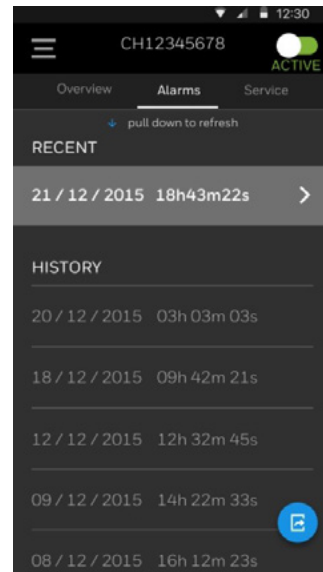 12:30
CH12345678
ACTIVE
Overview Alarms Service
pull down to refresh
RECENT
21 / 12 / 2015 18h43m22s
HISTORY
20 / 12 / 2015 03h 03m 03s
18 / 12 / 2015 09h 42m 21s
12 / 12 / 2015 12h 32m 45s
09 / 12 / 2015 14h 22m 33s
08 / 12 / 2015 16h 12m 23s